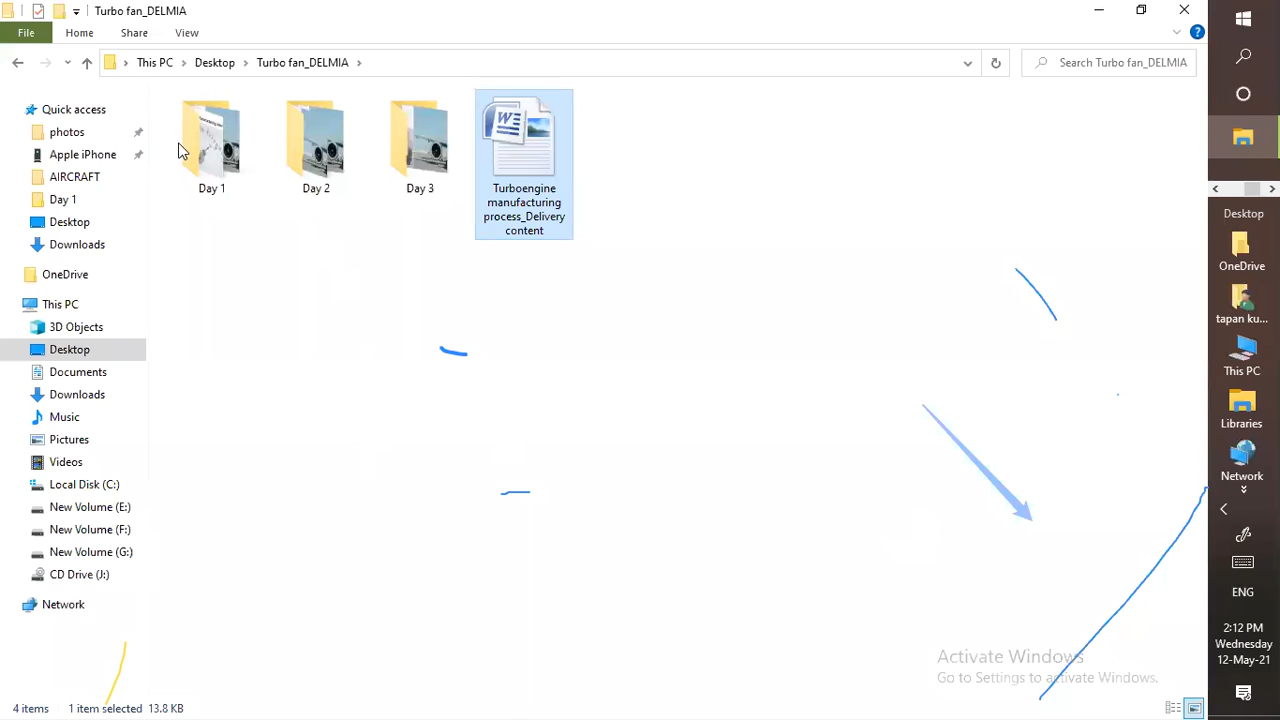 Turbo fan_DELMIA
File
Home
Share
View
This PC
Desktop
Turbo fan_DELMIA
Search Turbo fan_DELMIA
Quick access
photos
Apple iPhone
AIRCRAFT
Day 1
Desktop
Downloads
OneDrive
This PC
3D Objects
Desktop
Documents
Downloads
Music
Pictures
Videos
Local Disk (C:)
New Volume (E:)
New Volume (F:)
New Volume (G:)
CD Drive (J:)
Network
Day 1
Day 2
Day 3
Turboengine
manufacturing
process_Delivery
content
Activate Windows
Go to Settings to activate Windows.
4 items
1 item selected 13.8 KB
Desktop
OneDrive
tapan ku...
This PC
Libraries
Network
ENG
2:12 PM
Wednesday
12-May-21